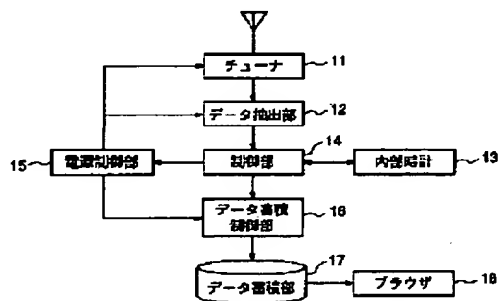 チューナ
11
データ抽出部
12
15
電源制御部
制御部
14
内部時計
13
データ蓄積
制御部
16
データ蓄積部
17
ブラウザ
18